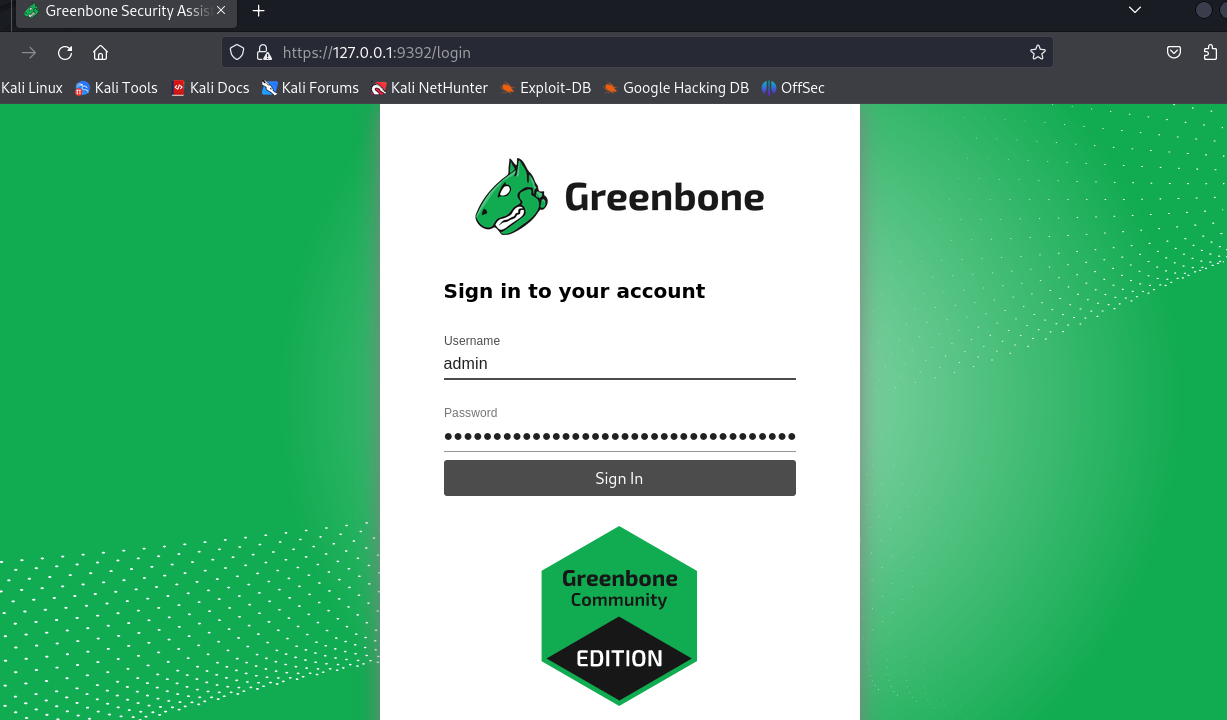 Greenbone Security Assis
https://127.0.0.1:9392/login
Kali Linux Kali Tools Kali Docs Kali Forums Kali NetHunter Exploit-DB Google Hacking DB OffSec
Greenbone
Sign in to your account
Username
admin
Password
••••••••••••••••••••••••••••••••••••
Sign In
Greenbone
Community
EDITION